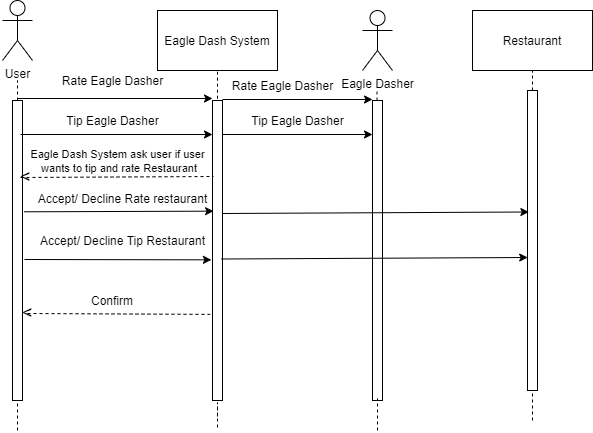 Eagle Dash System
Restaurant
User
Eagle Dasher
Rate Eagle Dasher
Rate Eagle Dasher
Tip Eagle Dasher
Tip Eagle Dasher
Eagle Dash System ask user if user
wants to tip and rate Restaurant
Accept/ Decline Rate restaurant
Accept/ Decline Tip Restaurant
Confirm